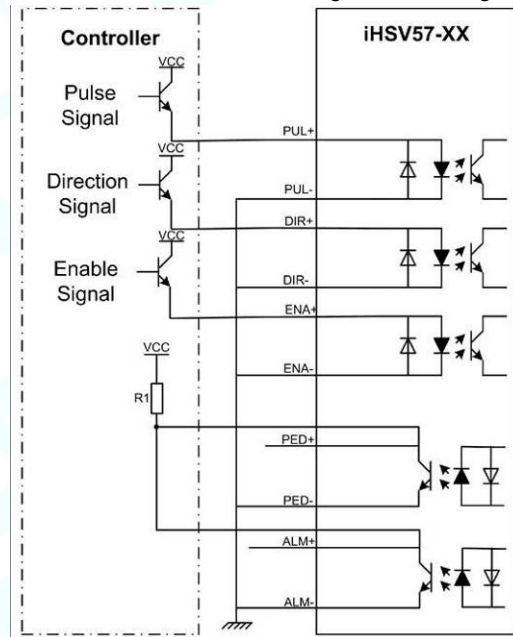 Controller
iHSV57-XX
VCC
Pulse
Signal
PUL+
VCC
PUL-
Direction
Signal
DIR+
VCC
Enable
Signal
DIR-
ENA+
VCC
ENA-
R1
PED+
PED-
ALM+
ALM-